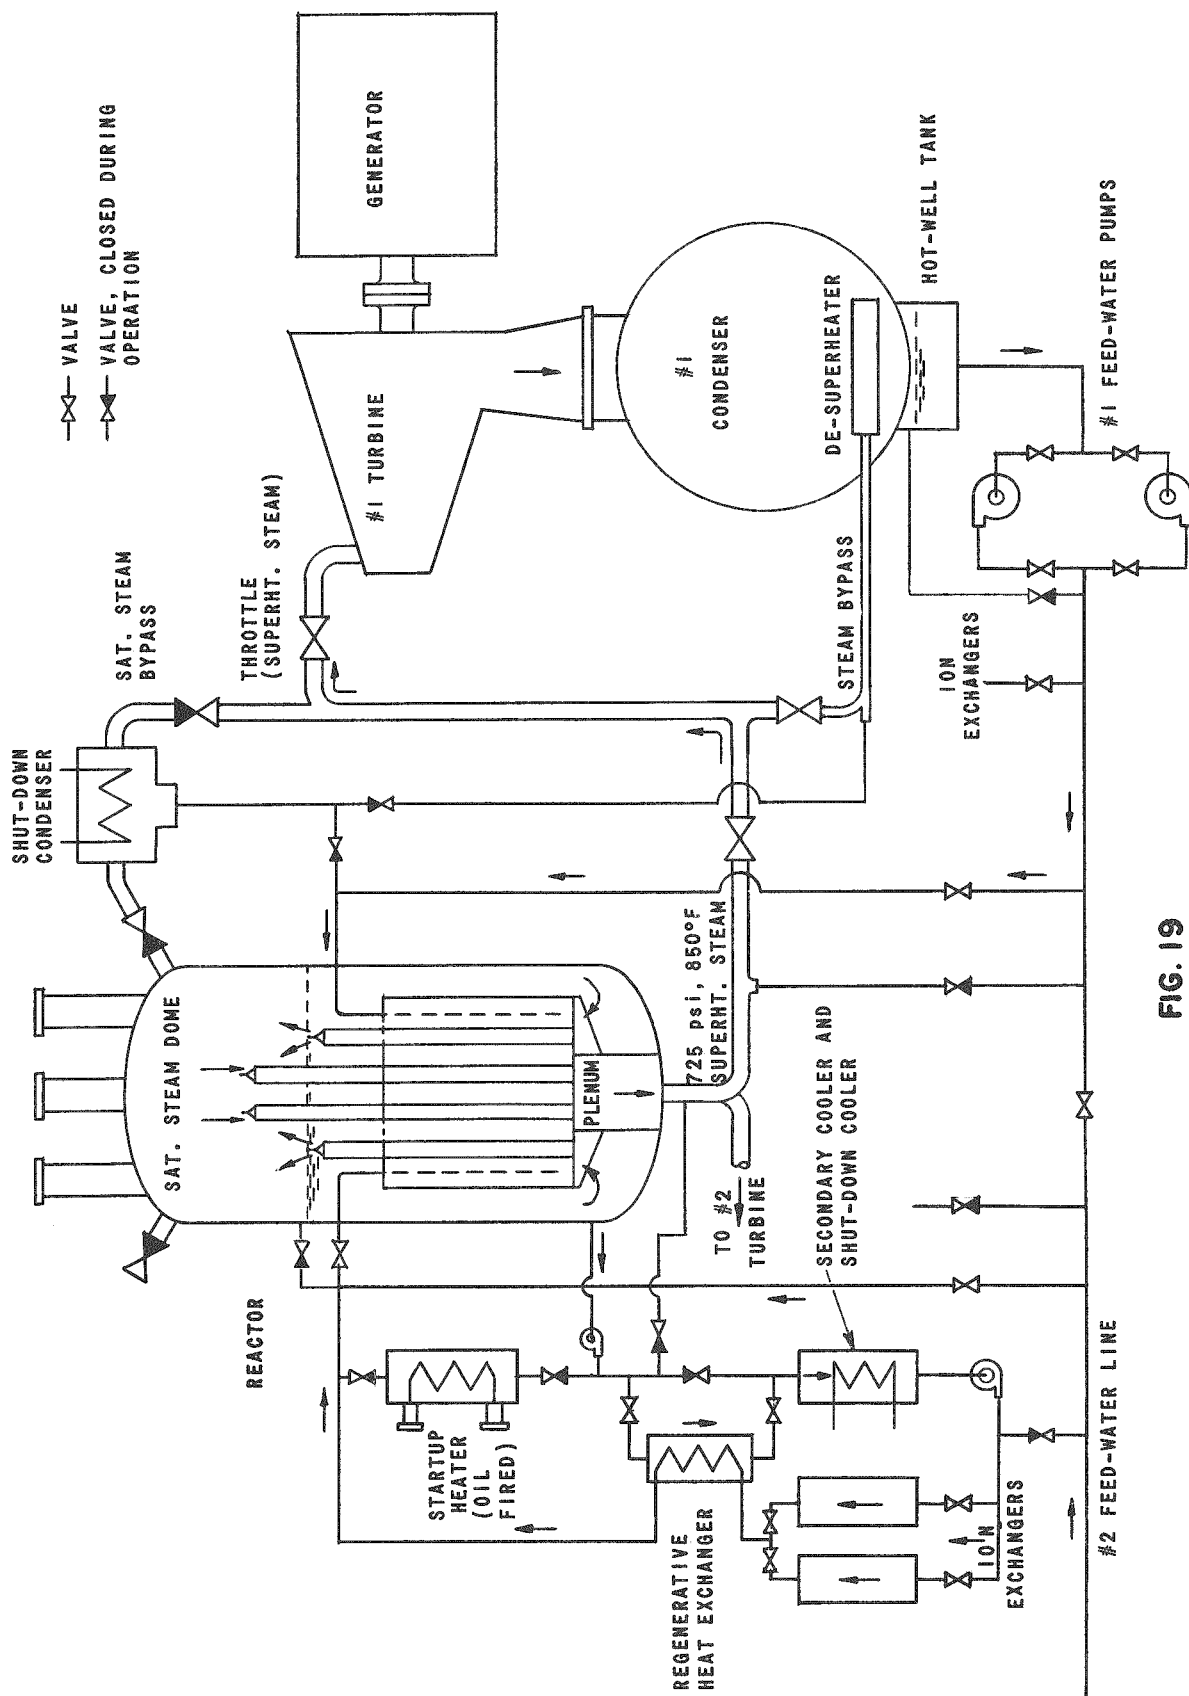 SHUT-DOWN
CONDENSER
SAT. STEAM
BYPASS
VALVE
VALVE, CLOSED DURING
OPERATION
THROTTLE
(SUPERHT. STEAM)
#1 TURBINE
GENERATOR
SAT. STEAM DOME
REACTOR
PLENUM
725 psi, 850°F
SUPERHT. STEAM
TO #2
TURBINE
STARTUP
HEATER
(OIL
FIRED)
REGENERATIVE
HEAT EXCHANGER
SECONDARY COOLER AND
SHUT-DOWN COOLER
ION
EXCHANGERS
#2 FEED-WATER LINE
#1
CONDENSER
DE-SUPERHEATER
STEAM BYPASS
HOT-WELL TANK
ION
EXCHANGERS
#1 FEED-WATER PUMPS
FIG. 19